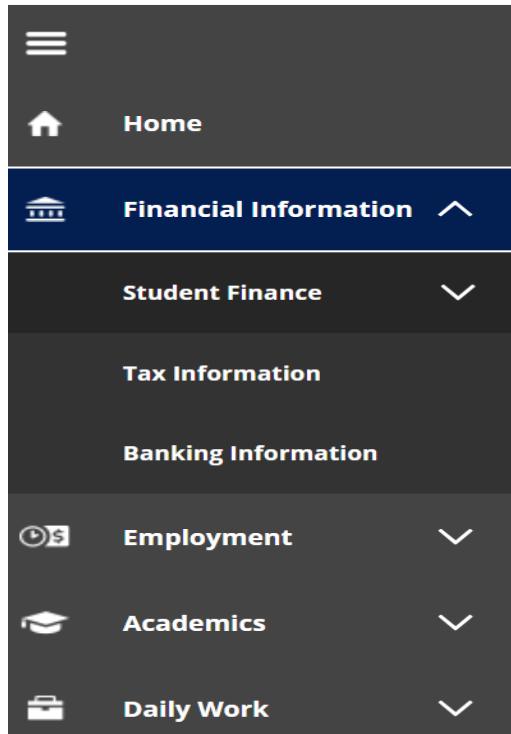 Home
Financial Information
Student Finance
Tax Information
Banking Information
Employment
Academics
Daily Work